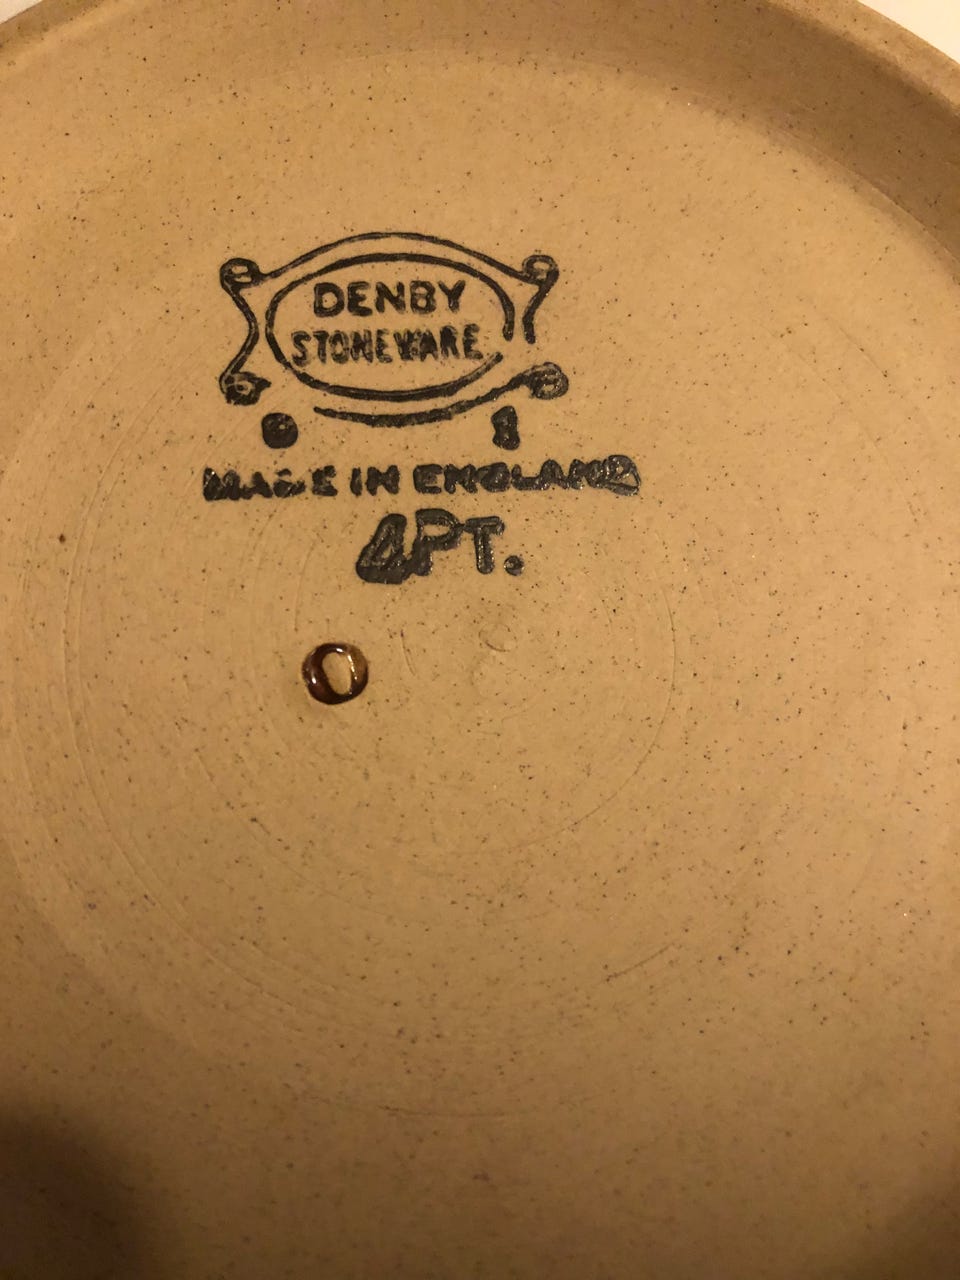 DENBY
STONEWARE
MADE IN ENGLAND
4PT.
O